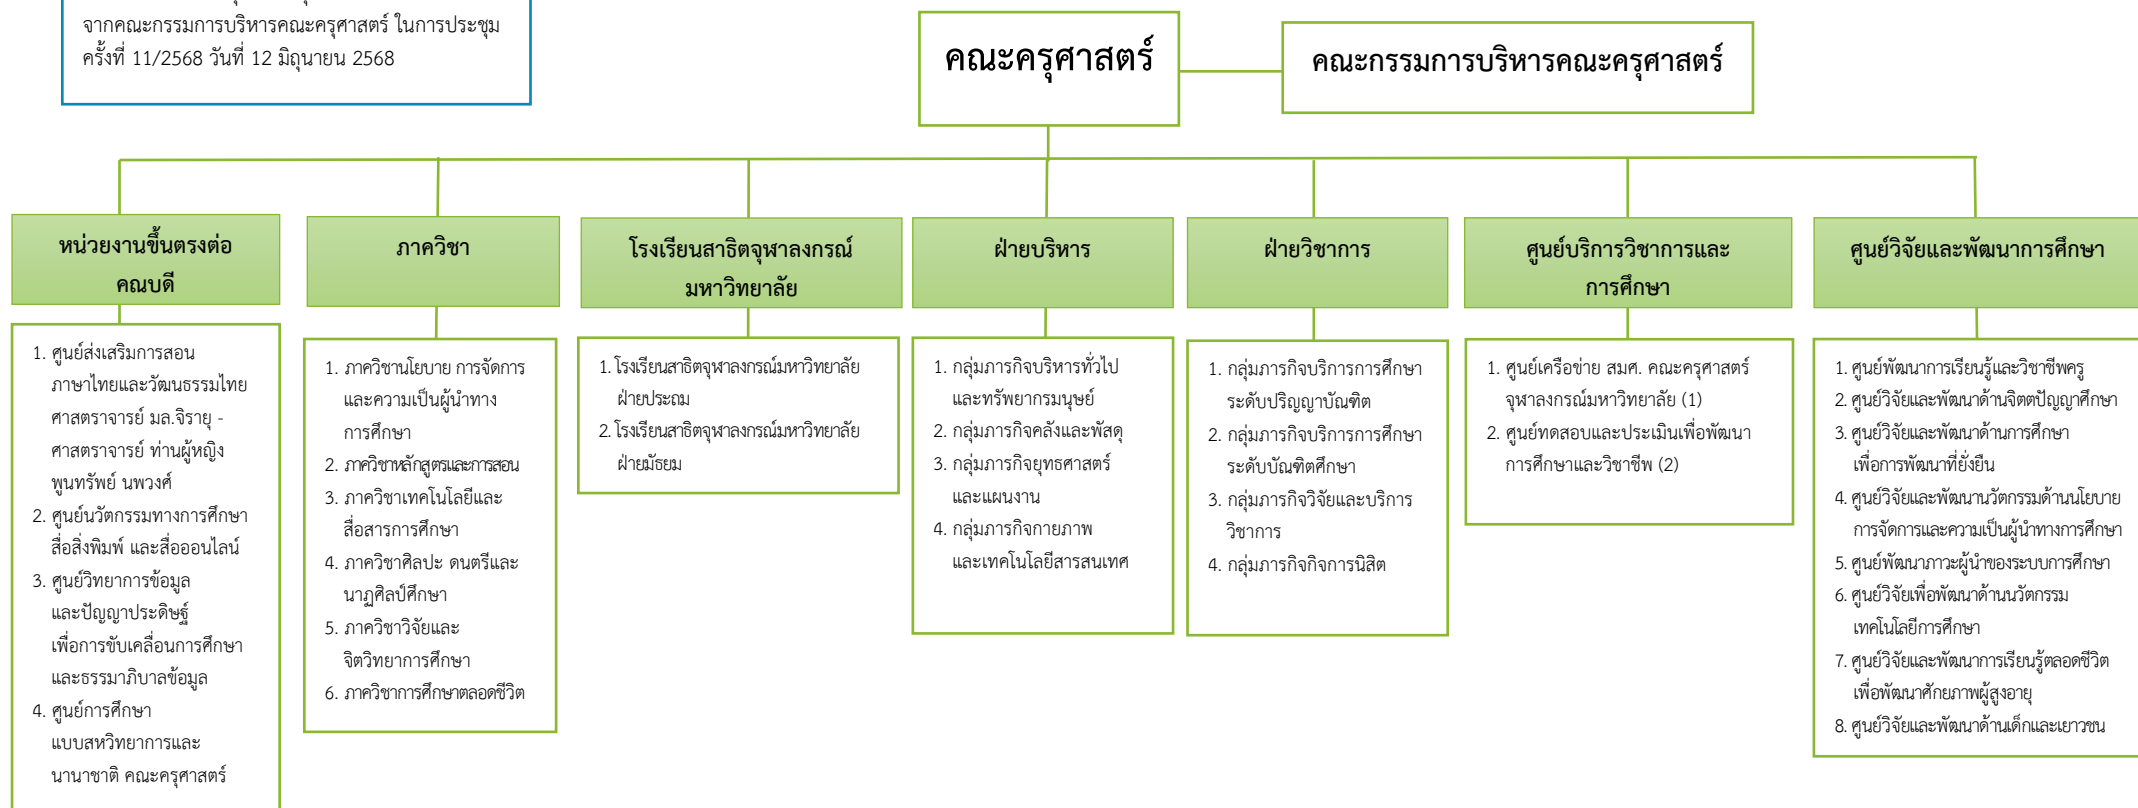 จากคณะกรรมการบริหารคณะครุศาสตร์ ในการประชุม
ครั้งที่ 11/2568 วันที่ 12 มิถุนายน 2568
คณะครุศาสตร์
คณะกรรมการบริหารคณะครุศาสตร์
หน่วยงานขึ้นตรงต่อ
คณบดี
1. ศูนย์ส่งเสริมการสอน
ภาษาไทยและวัฒนธรรมไทย
ศาสตราจารย์ มล.จิรายุ -
ศาสตราจารย์ ท่านผู้หญิง
พูนทรัพย์ นพวงศ์
2. ศูนย์นวัตกรรมทางการศึกษา
สื่อสิ่งพิมพ์ และสื่อออนไลน์
3. ศูนย์วิทยาการข้อมูล
และปัญญาประดิษฐ์
เพื่อการขับเคลื่อนการศึกษา
และธรรมาภิบาลข้อมูล
4. ศูนย์การศึกษา
แบบสหวิทยาการและ
นานาชาติ คณะครุศาสตร์
ภาควิชา
1. ภาควิชานโยบาย การจัดการ
และความเป็นผู้นำทาง
การศึกษา
2. ภาควิชาหลักสูตรและการสอน
3. ภาควิชาเทคโนโลยีและ
สื่อสารการศึกษา
4. ภาควิชาศิลปะ ดนตรีและ
นาฏศิลป์ศึกษา
5. ภาควิชาวิจัยและ
จิตวิทยาการศึกษา
6. ภาควิชาการศึกษาตลอดชีวิต
โรงเรียนสาธิตจุฬาลงกรณ์
มหาวิทยาลัย
1. โรงเรียนสาธิตจุฬาลงกรณ์มหาวิทยาลัย
ฝ่ายประถม
2. โรงเรียนสาธิตจุฬาลงกรณ์มหาวิทยาลัย
ฝ่ายมัธยม
ฝ่ายบริหาร
1. กลุ่มภารกิจบริหารทั่วไป
และทรัพยากรมนุษย์
2. กลุ่มภารกิจคลังและพัสดุ
3. กลุ่มภารกิจยุทธศาสตร์
และแผนงาน
4. กลุ่มภารกิจกายภาพ
และเทคโนโลยีสารสนเทศ
ฝ่ายวิชาการ
1. กลุ่มภารกิจบริการการศึกษา
ระดับปริญญาบัณฑิต
2. กลุ่มภารกิจบริการการศึกษา
ระดับบัณฑิตศึกษา
3. กลุ่มภารกิจวิจัยและบริการ
วิชาการ
4. กลุ่มภารกิจกิจการนิสิต
ศูนย์บริการวิชาการและ
การศึกษา
1. ศูนย์เครือข่าย สมศ. คณะครุศาสตร์
จุฬาลงกรณ์มหาวิทยาลัย (1)
2. ศูนย์ทดสอบและประเมินเพื่อพัฒนา
การศึกษาและวิชาชีพ (2)
ศูนย์วิจัยและพัฒนาการศึกษา
1. ศูนย์พัฒนาการเรียนรู้และวิชาชีพครู
2. ศูนย์วิจัยและพัฒนาด้านจิตตปัญญาศึกษา
3. ศูนย์วิจัยและพัฒนาด้านการศึกษา
เพื่อการพัฒนาที่ยั่งยืน
4. ศูนย์วิจัยและพัฒนานวัตกรรมด้านนโยบาย
การจัดการและความเป็นผู้นำทางการศึกษา
5. ศูนย์พัฒนาภาวะผู้นำของระบบการศึกษา
6. ศูนย์วิจัยเพื่อพัฒนาด้านนวัตกรรม
เทคโนโลยีการศึกษา
7. ศูนย์วิจัยและพัฒนาการเรียนรู้ตลอดชีวิต
เพื่อพัฒนาศักยภาพผู้สูงอายุ
8. ศูนย์วิจัยและพัฒนาด้านเด็กและเยาวชน